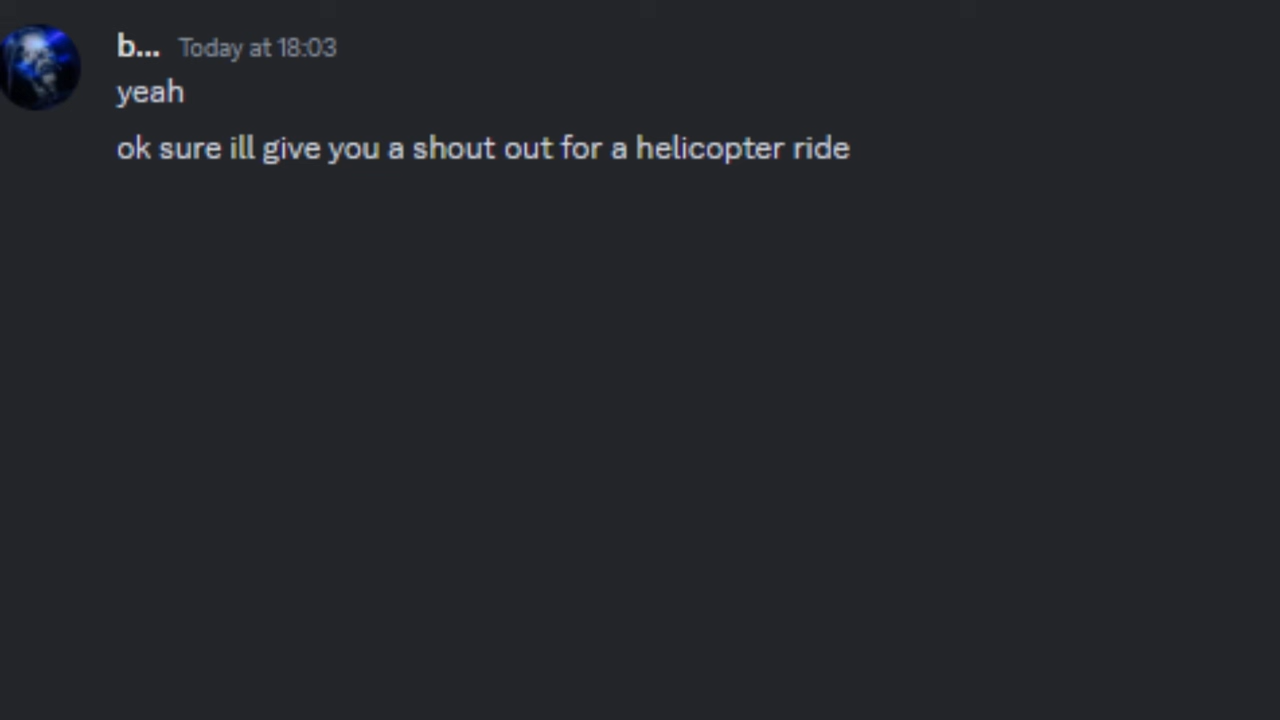 b... Today at 18:03
yeah
ok sure ill give you a shout out for a helicopter ride